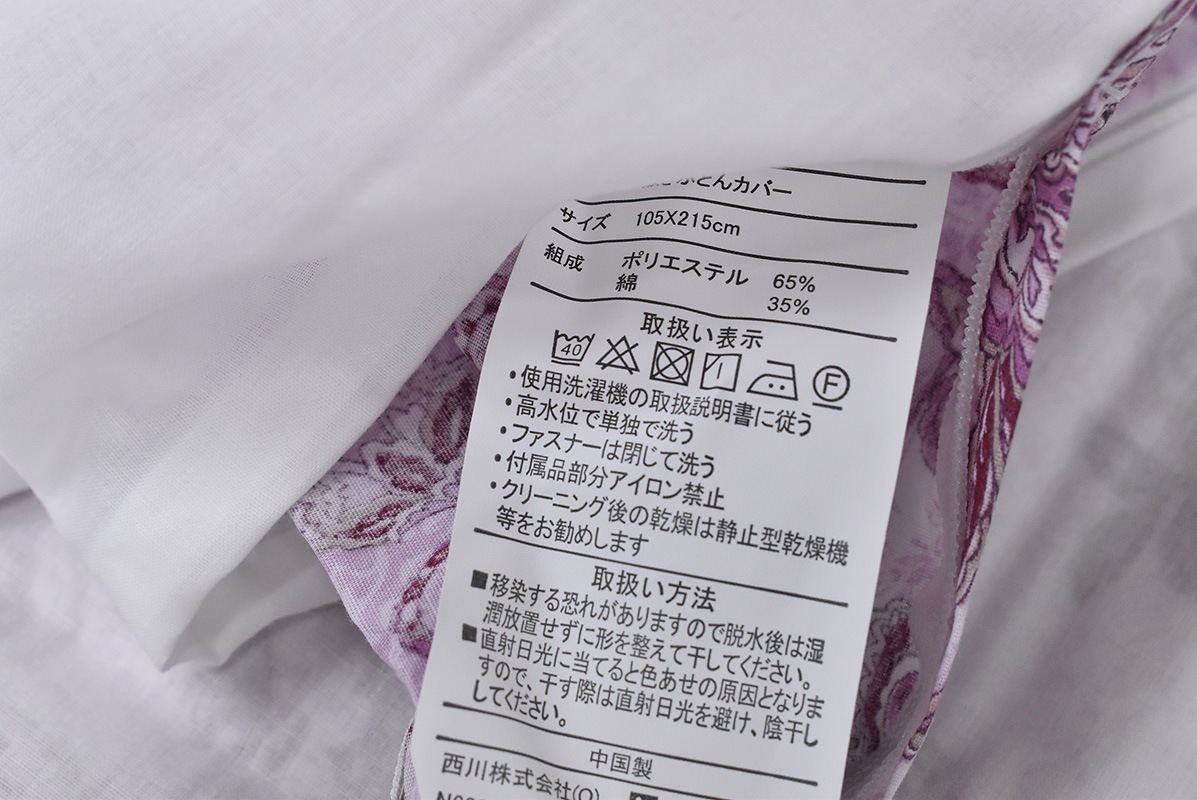 ふとんカバー
サイズ 105X215cm
組成 ポリエステル 65%
綿 35%
取扱い表示
40 F
・使用洗濯機の取扱説明書に従う
・高水位で単独で洗う
・ファスナーは閉じて洗う
・付属品部分アイロン禁止
・クリーニング後の乾燥は静止型乾燥機
等をお勧めします
取扱い方法
■移染する恐れがありますので脱水後は湿
潤放置せずに形を整えて干してください。
■直射日光に当てると色あせの原因となりま
すので、干す際は直射日光を避け、陰干し
してください。
中国製
西川株式会社(O)